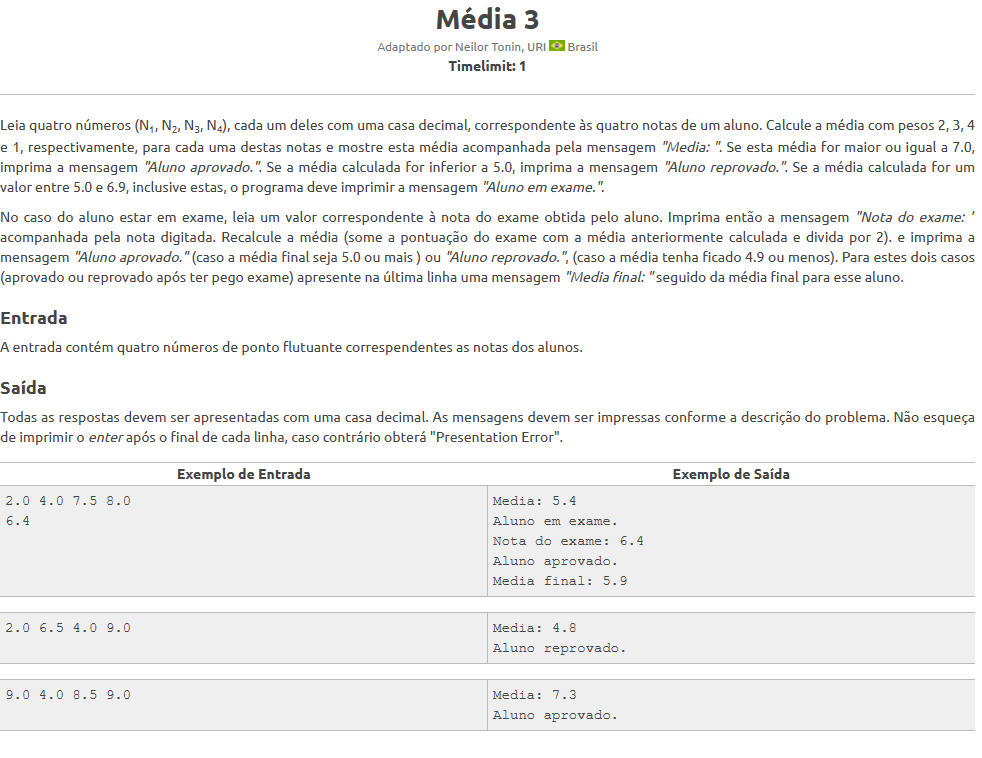 Média 3
Adaptado por Neilor Tonin, URI Brasil
Timelimit: 1
Leia quatro números (N1, N2, N3, N4), cada um deles com uma casa decimal, correspondente às quatro notas de um aluno. Calcule a média com pesos 2, 3, 4
e 1, respectivamente, para cada uma destas notas e mostre esta média acompanhada pela mensagem "Media: ". Se esta média for maior ou igual a 7.0,
imprima a mensagem "Aluno aprovado.". Se a média calculada for inferior a 5.0, imprima a mensagem "Aluno reprovado.". Se a média calculada for um
valor entre 5.0 e 6.9, inclusive estas, o programa deve imprimir a mensagem "Aluno em exame.".
No caso do aluno estar em exame, leia um valor correspondente à nota do exame obtida pelo aluno. Imprima então a mensagem "Nota do exame: "
acompanhada pela nota digitada. Recalcule a média (some a pontuação do exame com a média anteriormente calculada e divida por 2). e imprima a
mensagem "Aluno aprovado." (caso a média final seja 5.0 ou mais ) ou "Aluno reprovado.", (caso a média tenha ficado 4.9 ou menos). Para estes dois casos
(aprovado ou reprovado após ter pego exame) apresente na última linha uma mensagem "Media final: " seguido da média final para esse aluno.
Entrada
A entrada contém quatro números de ponto flutuante correspendentes as notas dos alunos.
Saída
Todas as respostas devem ser apresentadas com uma casa decimal. As mensagens devem ser impressas conforme a descrição do problema. Não esqueça
de imprimir o enter após o final de cada linha, caso contrário obterá "Presentation Error".
Exemplo de Entrada
Exemplo de Saída
2.0 4.0 7.5 8.0
6.4
Media: 5.4
Aluno em exame.
Nota do exame: 6.4
Aluno aprovado.
Media final: 5.9
2.0 6.5 4.0 9.0
Media: 4.8
Aluno reprovado.
9.0 4.0 8.5 9.0
Media: 7.3
Aluno aprovado.